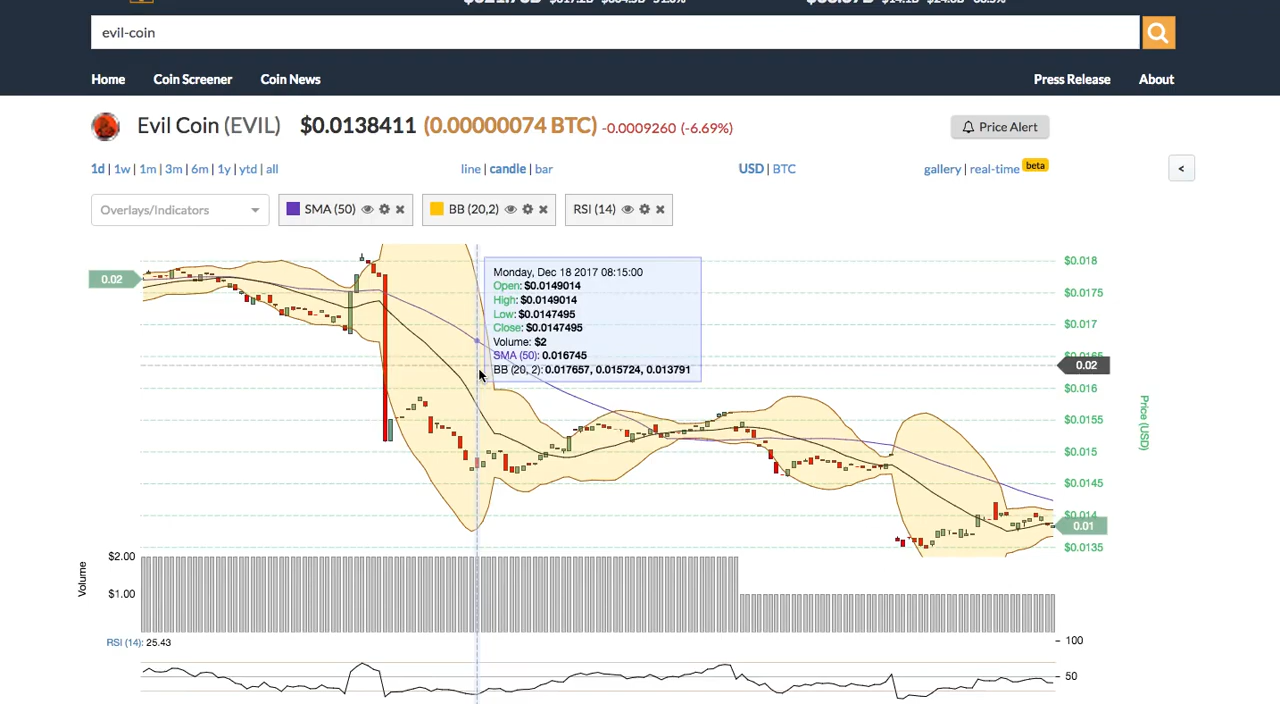 evil-coin
Home Coin Screener Coin News Press Release About
Evil Coin (EVIL) $0.0138411 (0.00000074 BTC) -0.0009260 (-6.69%) Price Alert
1d | 1w | 1m | 3m | 6m | 1y | ytd | all line | candle | bar USD | BTC gallery | real-time beta <
Overlays/Indicators SMA (50) BB (20,2) RSI (14)
$0.018
Monday, Dec 18 2017 08:15:00
0.02
Open: $0.0149014
$0.0175
High: $0.0149014
Low: $0.0147495
$0.017
Close: $0.0147495
Volume: $2
SMA (50): 0.016745
$0.0165
0.02
BB (20, 2): 0.017657, 0.015724, 0.013791
$0.016
$0.0155
Price (USD)
$0.015
$0.0145
$0.014
0.01
$0.0135
$2.00
Volume
$1.00
RSI (14): 25.43
100
50